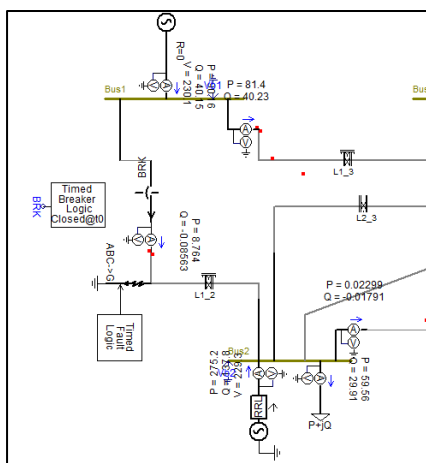 R=0
V = 230.1
Bus1
P = 81.4
Q = 40.23
BRK
Timed
Breaker
Logic
Closed@t0
BRK
L1_3
L2_3
P = 8.764
Q = -0.08563
ABC->G
L1_2
Timed
Fault
Logic
P = 0.02299
Q = -0.01791
Bus2
P = 275.2
P = 59.56
Q = 29.91
RRL
P+jQ
A
V
A
V
A
V
A
V
A
V
A
V
S
S